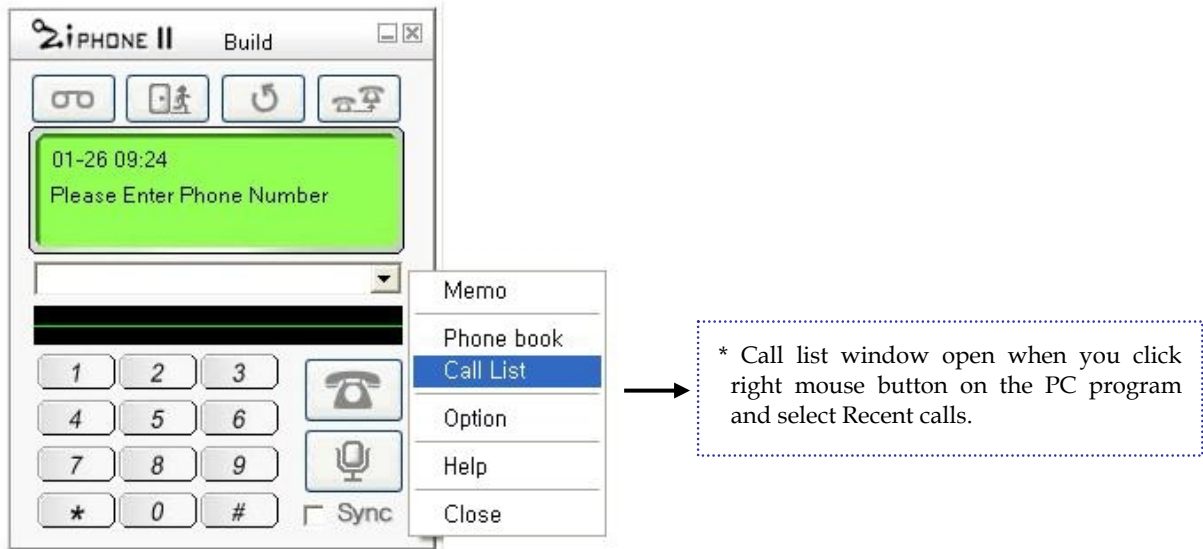 2iPHONE II Build
01-26 09:24
Please Enter Phone Number
1 2 3
4 5 6
7 8 9
* 0 #
Sync
Memo
Phone book
Call List
Option
Help
Close
* Call list window open when you click
right mouse button on the PC program
and select Recent calls.